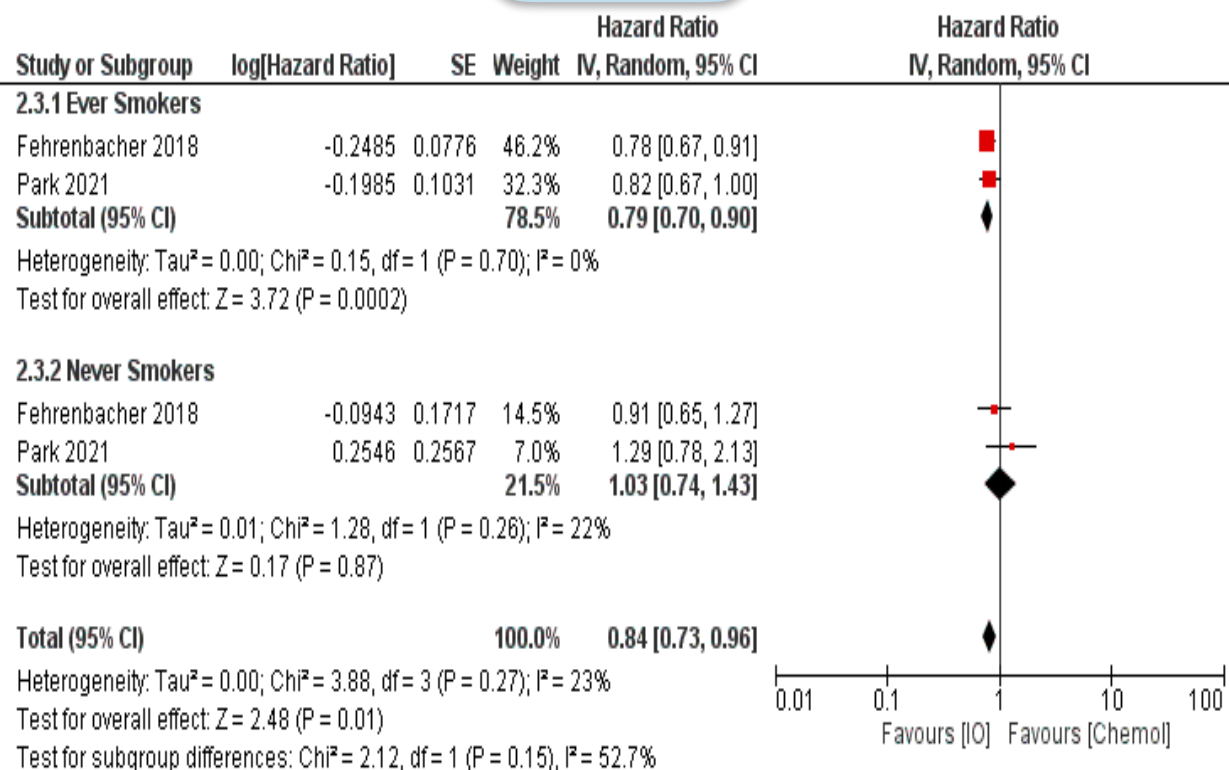 Hazard Ratio Hazard Ratio
Study or Subgroup log[Hazard Ratio] SE Weight IV, Random, 95% CI IV, Random, 95% CI
2.3.1 Ever Smokers
Fehrenbacher 2018 -0.2485 0.0776 46.2% 0.78 [0.67, 0.91]
Park 2021 -0.1985 0.1031 32.3% 0.82 [0.67, 1.00]
Subtotal (95% CI) 78.5% 0.79 [0.70, 0.90]
Heterogeneity: Tau² = 0.00; Chi² = 0.15, df = 1 (P = 0.70); I² = 0%
Test for overall effect: Z = 3.72 (P = 0.0002)
2.3.2 Never Smokers
Fehrenbacher 2018 -0.0943 0.1717 14.5% 0.91 [0.65, 1.27]
Park 2021 0.2546 0.2567 7.0% 1.29 [0.78, 2.13]
Subtotal (95% CI) 21.5% 1.03 [0.74, 1.43]
Heterogeneity: Tau² = 0.01; Chi² = 1.28, df = 1 (P = 0.26); I² = 22%
Test for overall effect: Z = 0.17 (P = 0.87)
Total (95% CI) 100.0% 0.84 [0.73, 0.96]
Heterogeneity: Tau² = 0.00; Chi² = 3.88, df = 3 (P = 0.27); I² = 23%
Test for overall effect: Z = 2.48 (P = 0.01)
Test for subgroup differences: Chi² = 2.12, df = 1 (P = 0.15), I² = 52.7%
0.01 0.1 1 10 100
Favours [IO] Favours [Chemol]